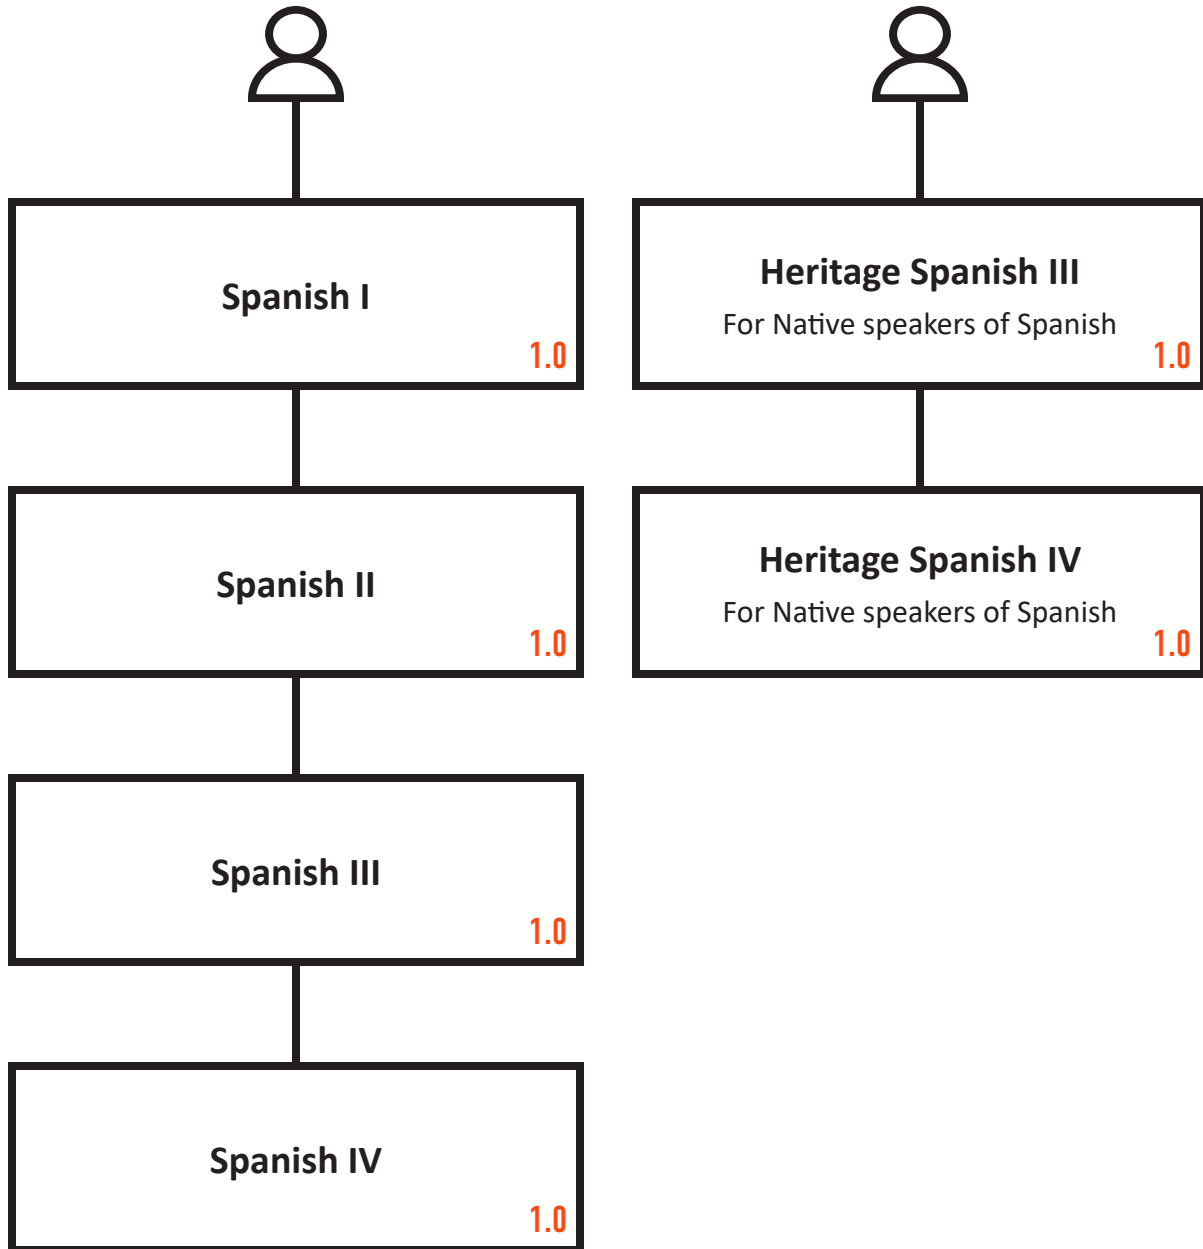 Spanish I
1.0
Spanish II
1.0
Spanish III
1.0
Spanish IV
1.0
Heritage Spanish III
For Native speakers of Spanish
1.0
Heritage Spanish IV
For Native speakers of Spanish
1.0